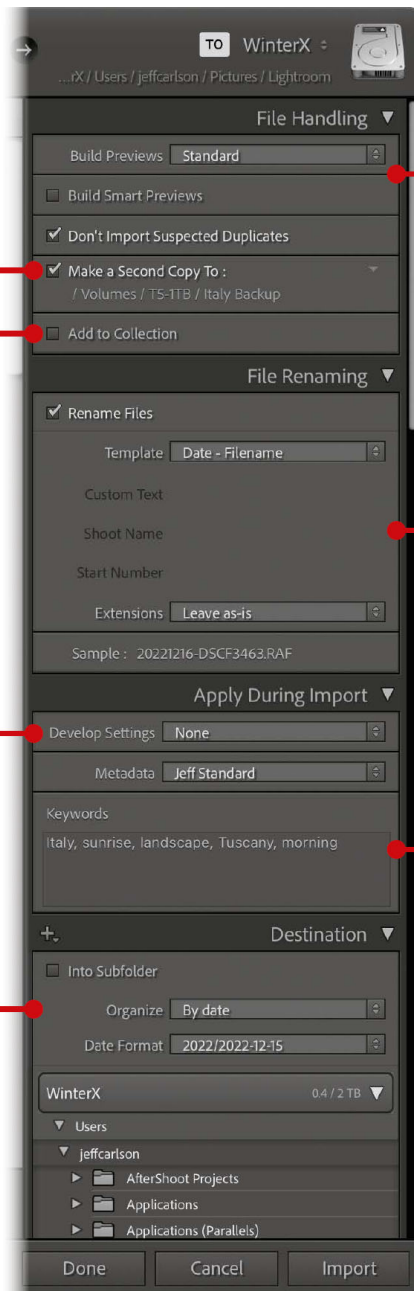 TO WinterX
...rX / Users / jeffcarlson / Pictures / Lightroom
File Handling
Build Previews Standard
Build Smart Previews
Don't Import Suspected Duplicates
Make a Second Copy To :
/ Volumes / T5-1TB / Italy Backup
Add to Collection
File Renaming
Rename Files
Template Date - Filename
Custom Text
Shoot Name
Start Number
Extensions Leave as-is
Sample : 20221216-DSCF3463.RAF
Apply During Import
Develop Settings None
Metadata Jeff Standard
Keywords
Italy, sunrise, landscape, Tuscany, morning
Destination
Into Subfolder
Organize By date
Date Format 2022/2022-12-15
WinterX 0.4 / 2 TB
Users
jeffcarlson
AfterShoot Projects
Applications
Applications (Parallels)
Done Cancel Import